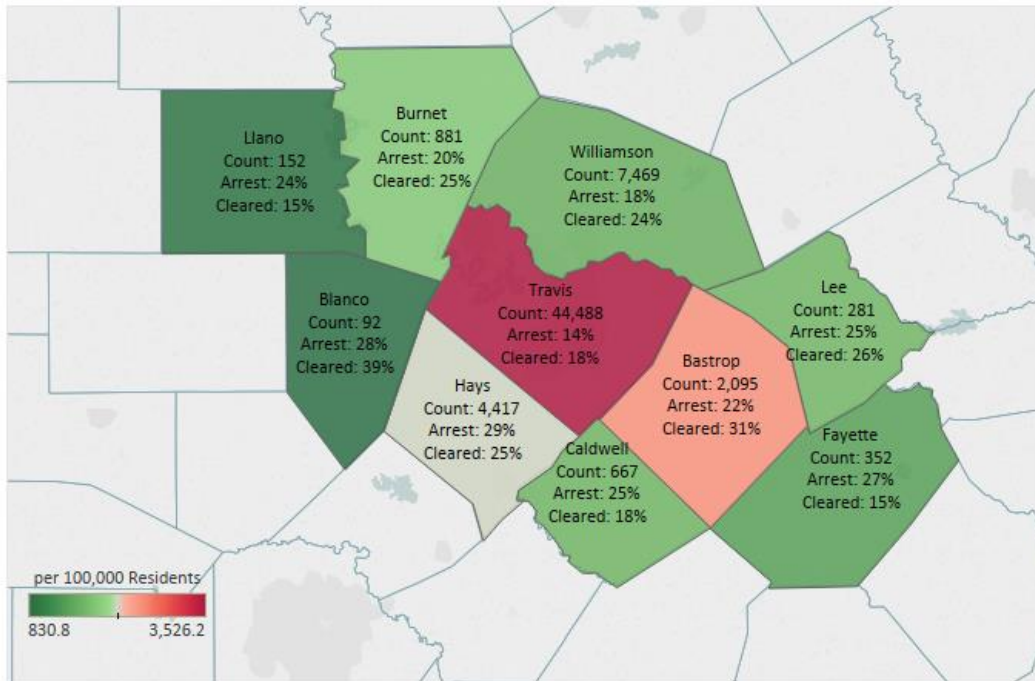 Burnet
Count: 881
Arrest: 20%
Cleared: 25%
Llano
Count: 152
Arrest: 24%
Cleared: 15%
Williamson
Count: 7,469
Arrest: 18%
Cleared: 24%
Travis
Count: 44,488
Arrest: 14%
Cleared: 18%
Lee
Count: 281
Arrest: 25%
Cleared: 26%
Blanco
Count: 92
Arrest: 28%
Cleared: 39%
Bastrop
Count: 2,095
Arrest: 22%
Cleared: 31%
Hays
Count: 4,417
Arrest: 29%
Cleared: 25%
Fayette
Count: 352
Arrest: 27%
Cleared: 15%
Caldwell
Count: 667
Arrest: 25%
Cleared: 18%
per 100,000 Residents
830.8 3,526.2